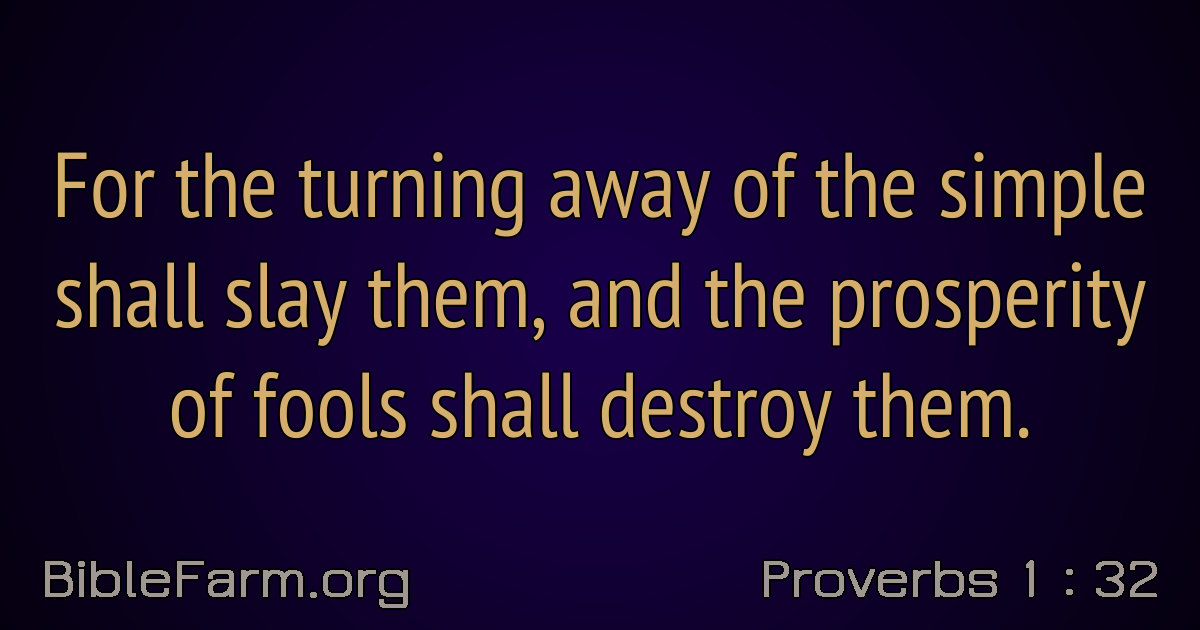 For the turning away of the simple
shall slay them, and the prosperity
of fools shall destroy them.
BibleFarm.org
Proverbs 1 : 32